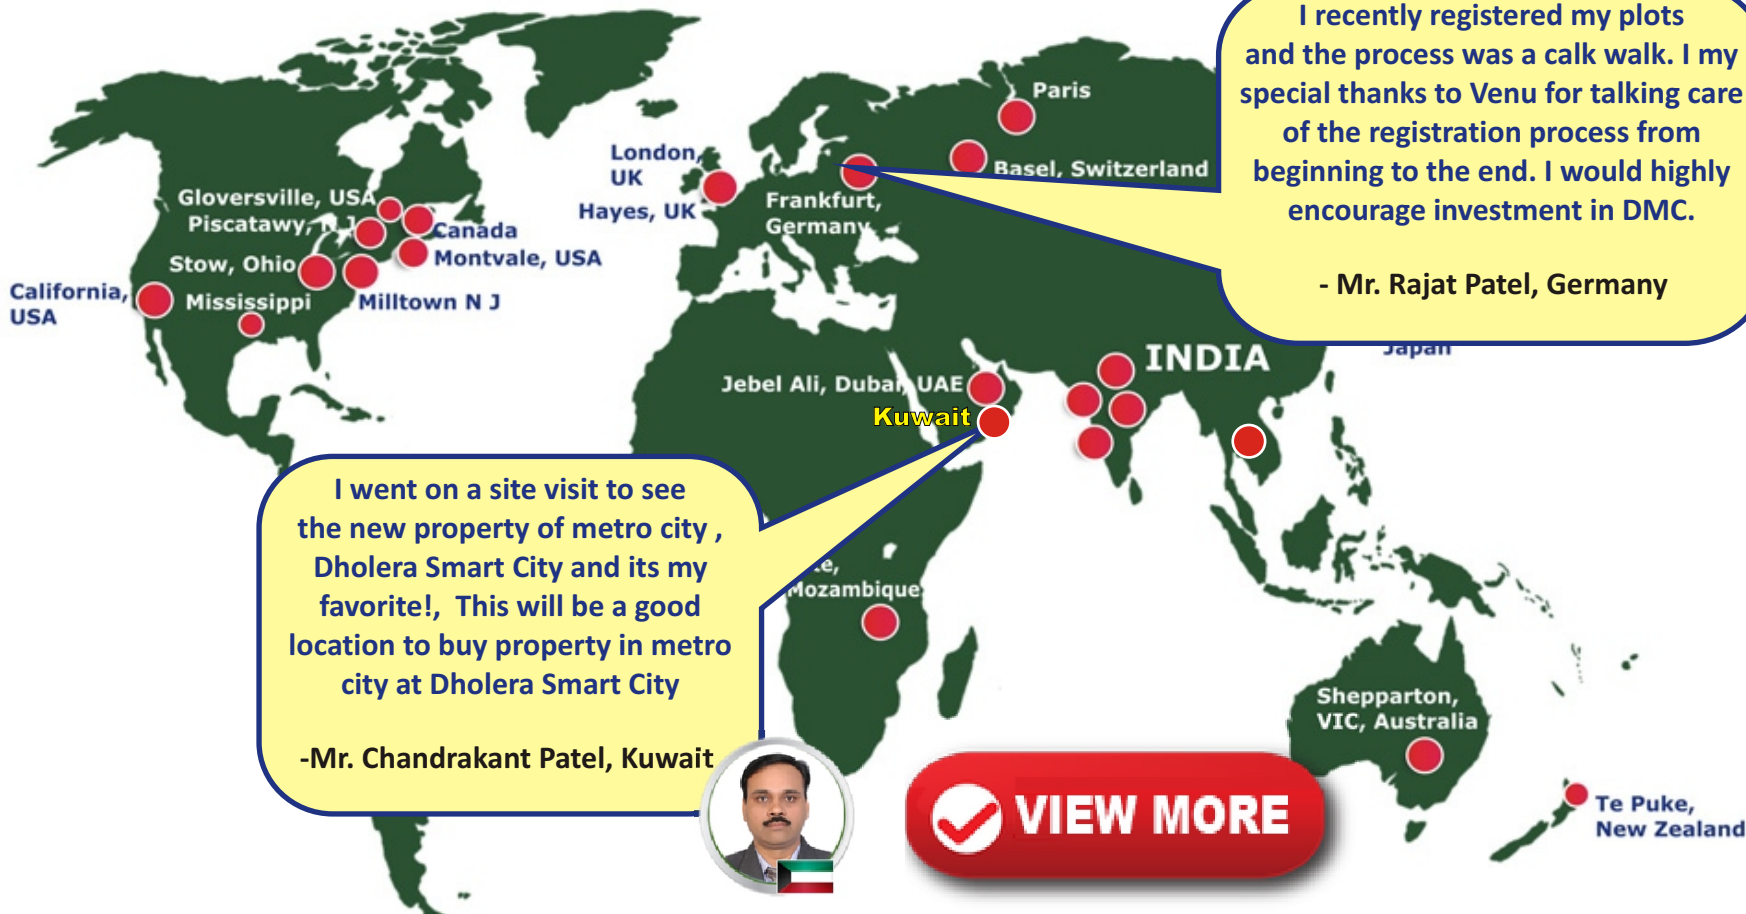 I recently registered my plots
and the process was a calk walk. I my
special thanks to Venu for talking care
of the registration process from
beginning to the end. I would highly
encourage investment in DMC.
- Mr. Rajat Patel, Germany
Paris
Basel, Switzerland
London,
UK
Hayes, UK
Frankfurt,
Germany
Gloversville, USA
Piscatawy, N J
Canada
Montvale, USA
Stow, Ohio
California,
USA
Mississippi
Milltown N J
Japan
INDIA
Jebel Ali, Dubai, UAE
Kuwait
I went on a site visit to see
the new property of metro city ,
Dholera Smart City and its my
favorite!, This will be a good
location to buy property in metro
city at Dholera Smart City
-Mr. Chandrakant Patel, Kuwait
Mozambique
Shepparton,
VIC, Australia
Te Puke,
New Zealand
VIEW MORE